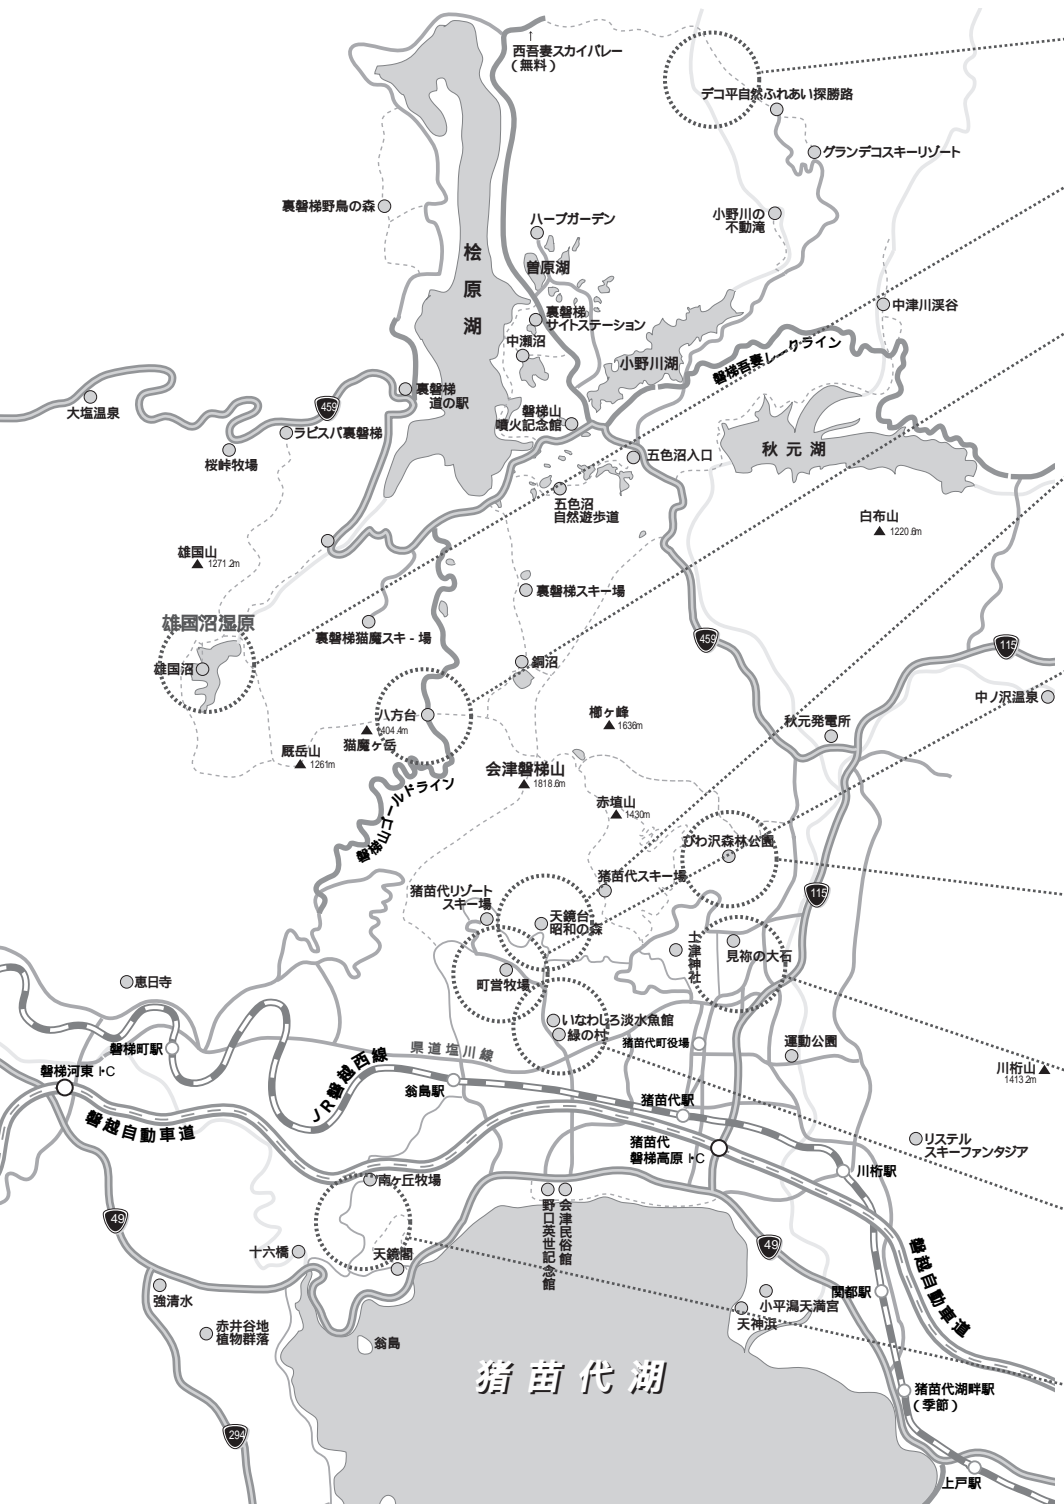 ↑
西吾妻スカイバレー
(無料)
デコ平自然ふれあい探勝路
グランデコスキーリゾート
裏磐梯野鳥の森
ハーブガーデン
小野川の
不動滝
桧原湖
曽原湖
中津川渓谷
裏磐梯
サイトステーション
中瀬沼
小野川湖
磐梯吾妻レークライン
大塩温泉
459
裏磐梯
道の駅
ラビスパ裏磐梯
磐梯山
噴火記念館
桜峠牧場
五色沼入口
秋元湖
五色沼
自然遊歩道
白布山
1220.6m
雄国山
1271.2m
裏磐梯スキー場
雄国沼湿原
裏磐梯猫魔スキ-場
459
115
雄国沼
銅沼
中ノ沢温泉
八方台
1404.4m
猫魔ヶ岳
櫛ヶ峰
1636m
秋元発電所
厩岳山
1261m
会津磐梯山
1818.6m
磐梯山ゴールドライン
赤埴山
1430m
びわ沢森林公園
猪苗代スキー場
115
猪苗代リゾート
スキー場
天鏡台
昭和の森
土津神社
見祢の大石
町営牧場
恵日寺
いなわしろ淡水魚館
緑の村
猪苗代町役場
運動公園
磐梯町駅
県道塩川線
JR磐越西線
磐梯河東I・C
翁島駅
川桁山
1413.2m
猪苗代駅
磐越自動車道
猪苗代
磐梯高原I・C
リステル
スキーファンタジア
川桁駅
南ヶ丘牧場
野口英世記念館
会津民俗館
49
49
十六橋
天鏡閣
磐越自動車道
関都駅
強清水
小平潟天満宮
天神浜
赤井谷地
植物群落
翁島
猪苗代湖
猪苗代湖畔駅
(季節)
294
上戸駅